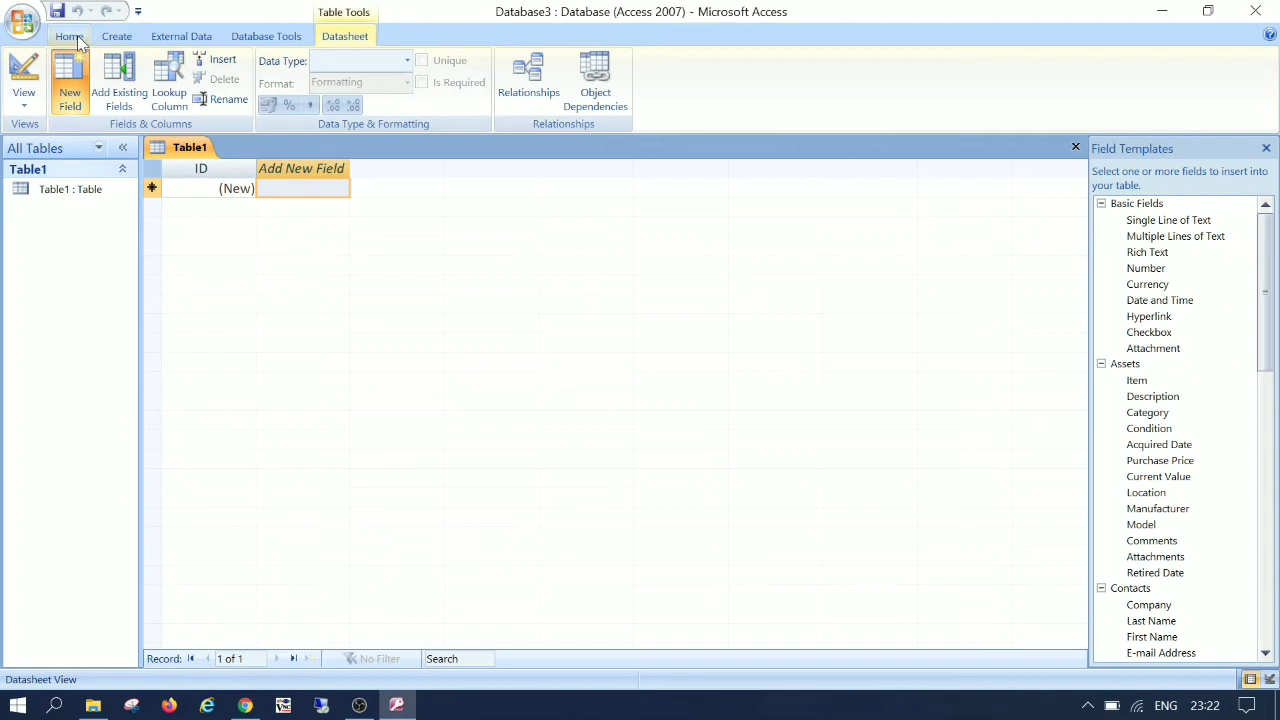 Table Tools
Database3 : Database (Access 2007) - Microsoft Access
Home
Create
External Data
Database Tools
Datasheet
View
New Field
Add Existing Fields
Lookup Column
Insert
Delete
Rename
Data Type:
Format: Formatting
Unique
Is Required
Relationships
Object Dependencies
Views
Fields & Columns
Data Type & Formatting
Relationships
All Tables
Table1
Table1 : Table
Table1
ID
Add New Field
(New)
Field Templates
Select one or more fields to insert into
your table.
Basic Fields
Single Line of Text
Multiple Lines of Text
Rich Text
Number
Currency
Date and Time
Hyperlink
Checkbox
Attachment
Assets
Item
Description
Category
Condition
Acquired Date
Purchase Price
Current Value
Location
Manufacturer
Model
Comments
Attachments
Retired Date
Contacts
Company
Last Name
First Name
E-mail Address
Record: 1 of 1
No Filter
Search
Datasheet View
ENG
23:22